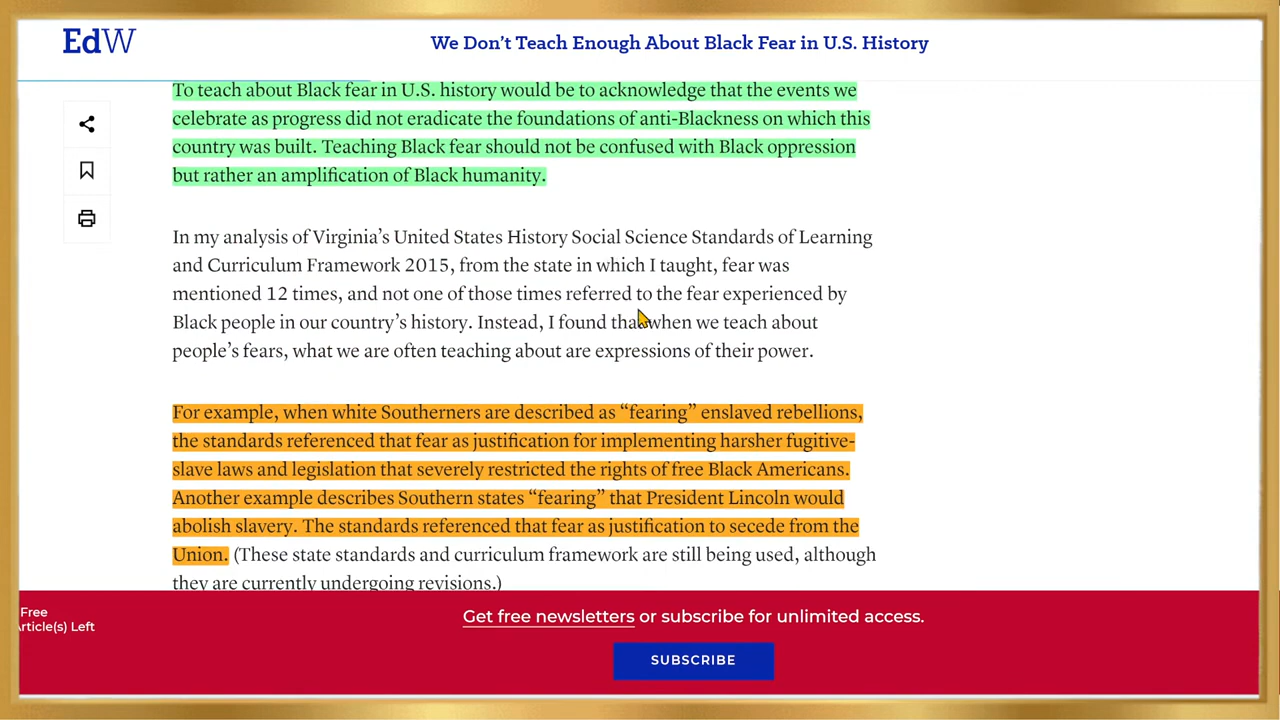 EdW
We Don’t Teach Enough About Black Fear in U.S. History
To teach about Black fear in U.S. history would be to acknowledge that the events we
celebrate as progress did not eradicate the foundations of anti-Blackness on which this
country was built. Teaching Black fear should not be confused with Black oppression
but rather an amplification of Black humanity.
In my analysis of Virginia’s United States History Social Science Standards of Learning
and Curriculum Framework 2015, from the state in which I taught, fear was
mentioned 12 times, and not one of those times referred to the fear experienced by
Black people in our country’s history. Instead, I found that when we teach about
people’s fears, what we are often teaching about are expressions of their power.
For example, when white Southerners are described as “fearing” enslaved rebellions,
the standards referenced that fear as justification for implementing harsher fugitive-
slave laws and legislation that severely restricted the rights of free Black Americans.
Another example describes Southern states “fearing” that President Lincoln would
abolish slavery. The standards referenced that fear as justification to secede from the
Union. (These state standards and curriculum framework are still being used, although
they are currently undergoing revisions.)
Free
rticle(s) Left
Get free newsletters or subscribe for unlimited access.
SUBSCRIBE